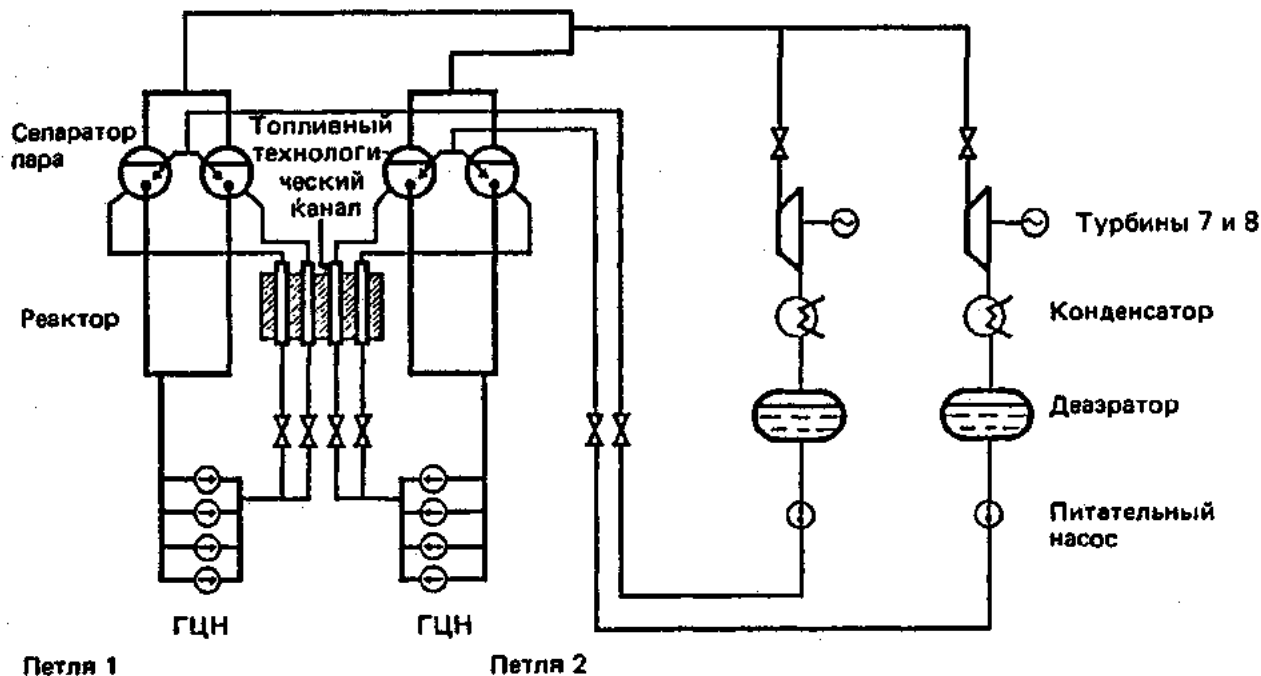 Сепаратор
пара
Топливный
технологи-
ческий
канал
Реактор
Турбины 7 и 8
Конденсатор
Деаэратор
Питательный
насос
ГЦН
ГЦН
Петля 1
Петля 2